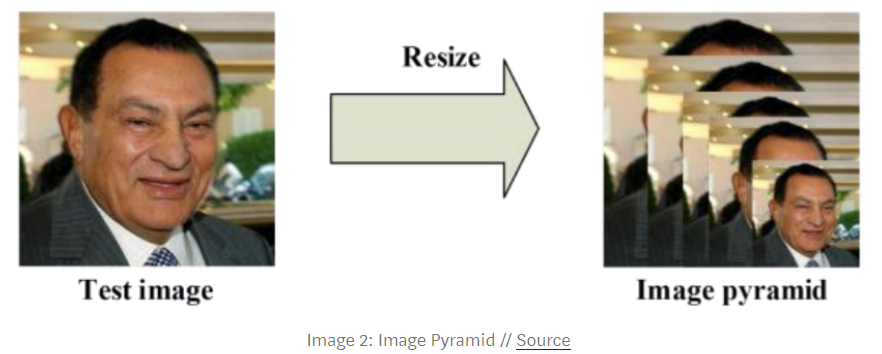 Resize
Test image
Image pyramid
Image 2: Image Pyramid // Source